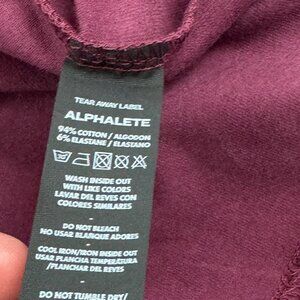 TEAR AWAY LABEL
ALPHALETE
94% COTTON / ALGODON
6% ELASTANE / ELASTANO
WASH INSIDE OUT
WITH LIKE COLORS
LAVAR DEL REVES CON
COLORES SIMILARES
-
DO NOT BLEACH
NO USAR BLANQUEADORES
-
COOL IRON/IRON INSIDE OUT
USAR PLANCHA TEMPERATURA
/PLANCHAR DEL REVES
-
DO NOT TUMBLE DRY/